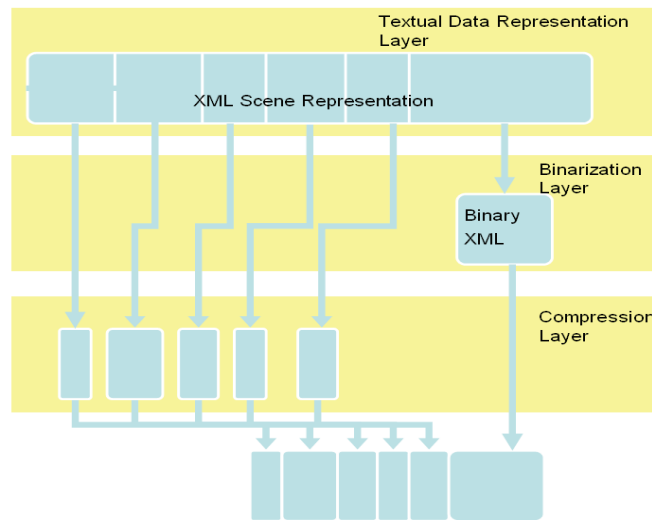 Textual Data Representation
Layer
XML Scene Representation
Binarization
Layer
Binary
XML
Compression
Layer